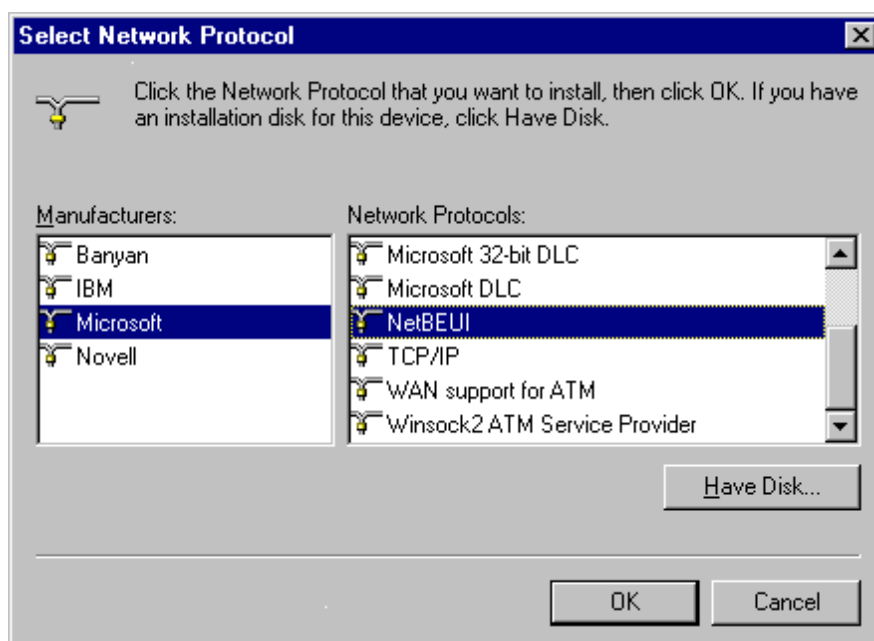 Select Network Protocol
Click the Network Protocol that you want to install, then click OK. If you have
an installation disk for this device, click Have Disk.
Manufacturers:
Banyan
IBM
Microsoft
Novell
Network Protocols:
Microsoft 32-bit DLC
Microsoft DLC
NetBEUI
TCP/IP
WAN support for ATM
Winsock2 ATM Service Provider
Have Disk...
OK
Cancel